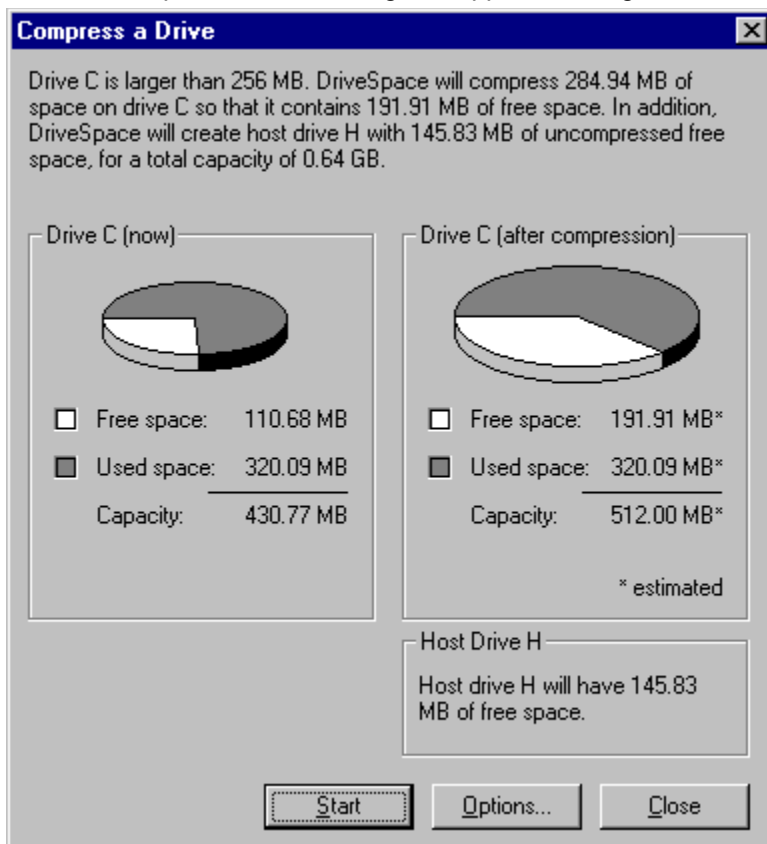 Compress a Drive
Drive C is larger than 256 MB. DriveSpace will compress 284.94 MB of
space on drive C so that it contains 191.91 MB of free space. In addition,
DriveSpace will create host drive H with 145.83 MB of uncompressed free
space, for a total capacity of 0.64 GB.
Drive C (now)
Free space: 110.68 MB
Used space: 320.09 MB
Capacity: 430.77 MB
Drive C (after compression)
Free space: 191.91 MB*
Used space: 320.09 MB*
Capacity: 512.00 MB*
* estimated
Host Drive H
Host drive H will have 145.83
MB of free space.
Start Options... Close